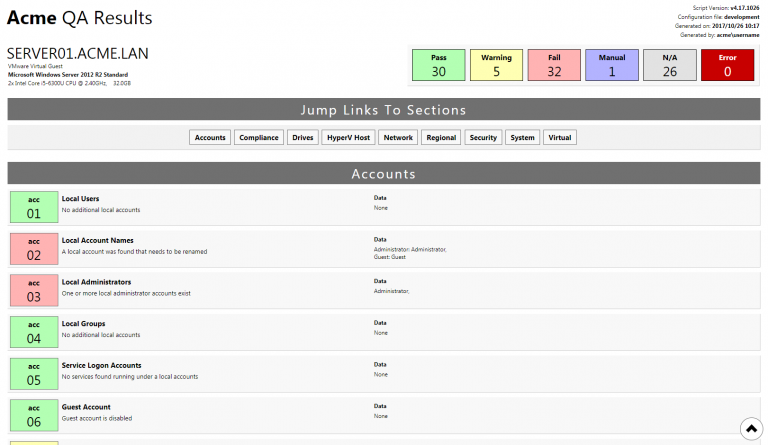 Acme QA Results
Script Version: v4.17.1026
Configuration file: development
Generated on: 2017/10/26 10:17
Generated by: acme\username
SERVER01.ACME.LAN
VMware Virtual Guest
Microsoft Windows Server 2012 R2 Standard
2x Intel Core i5-6300U CPU @ 2.40GHz, 32.0GB
Pass
30
Warning
5
Fail
32
Manual
1
N/A
26
Error
0
Jump Links To Sections
Accounts
Compliance
Drives
HyperV Host
Network
Regional
Security
System
Virtual
Accounts
acc
01
Local Users
No additional local accounts
Data
None
acc
02
Local Account Names
A local account was found that needs to be renamed
Data
Administrator: Administrator,
Guest: Guest
acc
03
Local Administrators
One or more local administrator accounts exist
Data
Administrator,
acc
04
Local Groups
No additional local accounts
Data
None
acc
05
Service Logon Accounts
No services found running under a local accounts
Data
None
acc
06
Guest Account
Guest account is disabled
Data
None